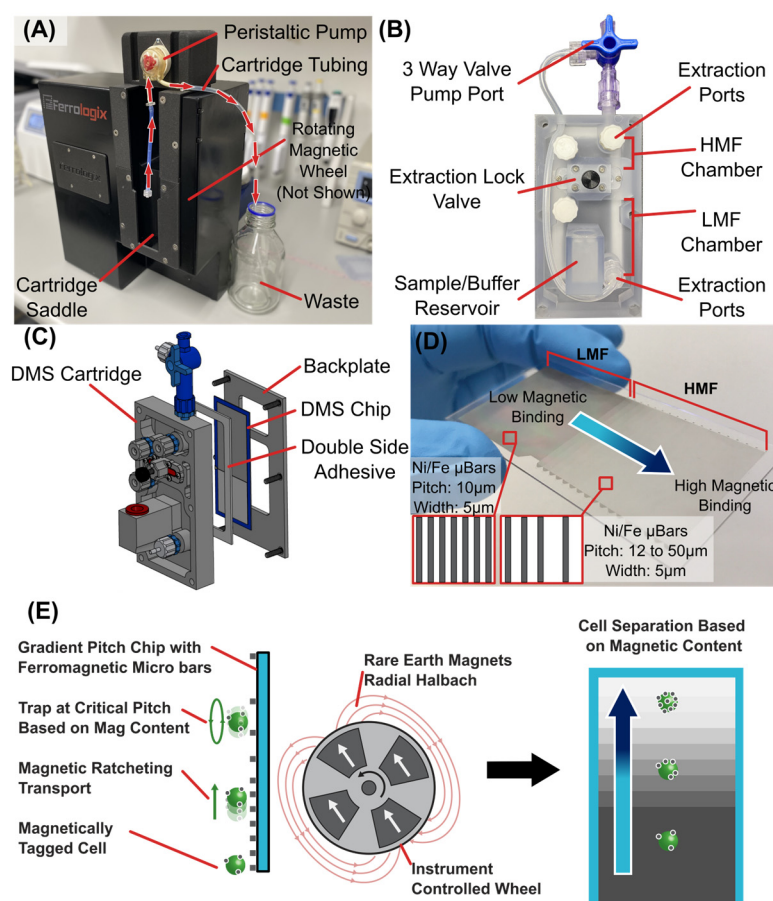 (A)
Peristaltic Pump
Cartridge Tubing
Ferrologix
Ferrologix
Rotating
Magnetic
Wheel
(Not Shown)
Cartridge
Saddle
Waste
(B)
3 Way Valve
Pump Port
Extraction
Ports
HMF
Chamber
Extraction Lock
Valve
LMF
Chamber
Sample/Buffer
Reservoir
Extraction
Ports
(C)
DMS Cartridge
Backplate
DMS Chip
Double Side
Adhesive
(D)
LMF
HMF
Low Magnetic
Binding
High Magnetic
Binding
Ni/Fe µBars
Pitch: 10µm
Width: 5µm
Ni/Fe µBars
Pitch: 12 to 50µm
Width: 5µm
(E)
Gradient Pitch Chip with
Ferromagnetic Micro bars
Trap at Critical Pitch
Based on Mag Content
Magnetic Ratcheting
Transport
Magnetically
Tagged Cell
Rare Earth Magnets
Radial Halbach
Instrument
Controlled Wheel
Cell Separation Based
on Magnetic Content